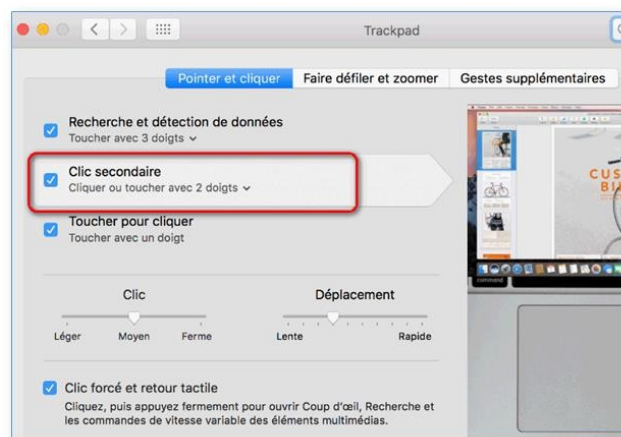 Trackpad
Pointer et cliquer Faire défiler et zoomer Gestes supplémentaires
Recherche et détection de données
Toucher avec 3 doigts
Clic secondaire
Cliquer ou toucher avec 2 doigts
Toucher pour cliquer
Toucher avec un doigt
Clic Déplacement
Léger Moyen Ferme Lente Rapide
Clic forcé et retour tactile
Cliquez, puis appuyez fermement pour ouvrir Coup d'œil, Recherche et
les commandes de vitesse variable des éléments multimédias.
command